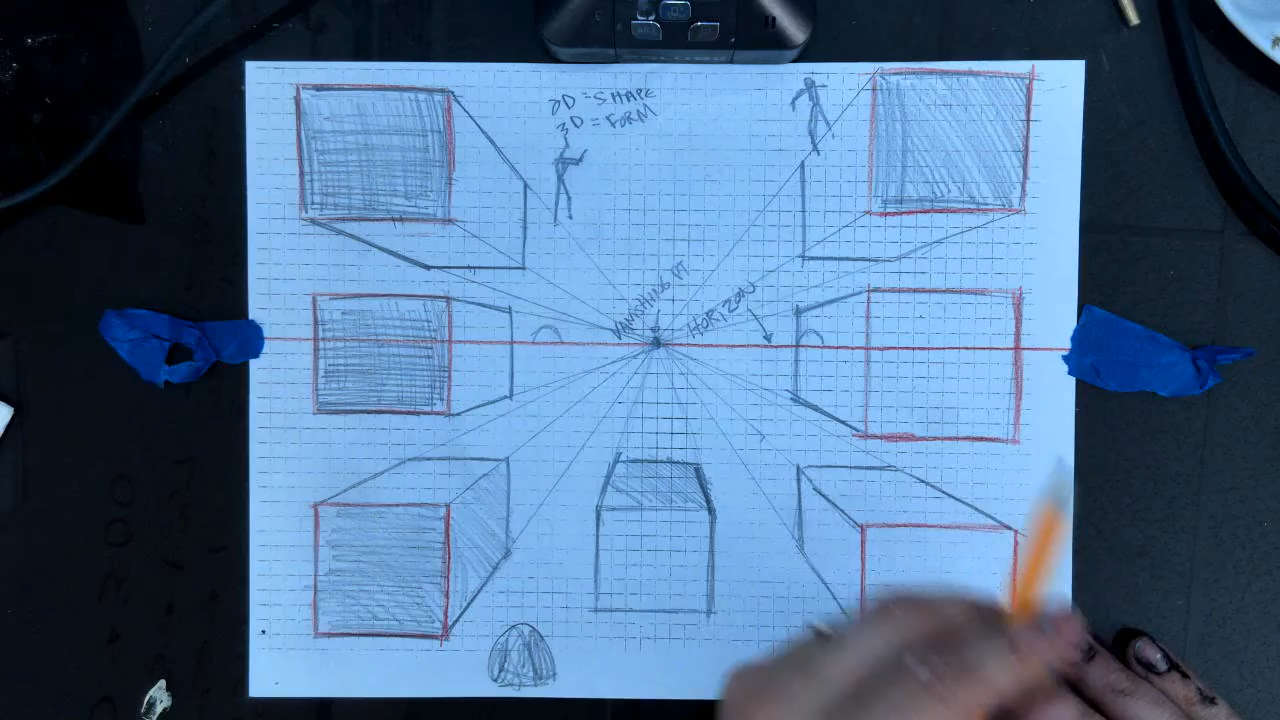 2D = SHAPE
3D = FORM
VANISHING PT
HORIZON